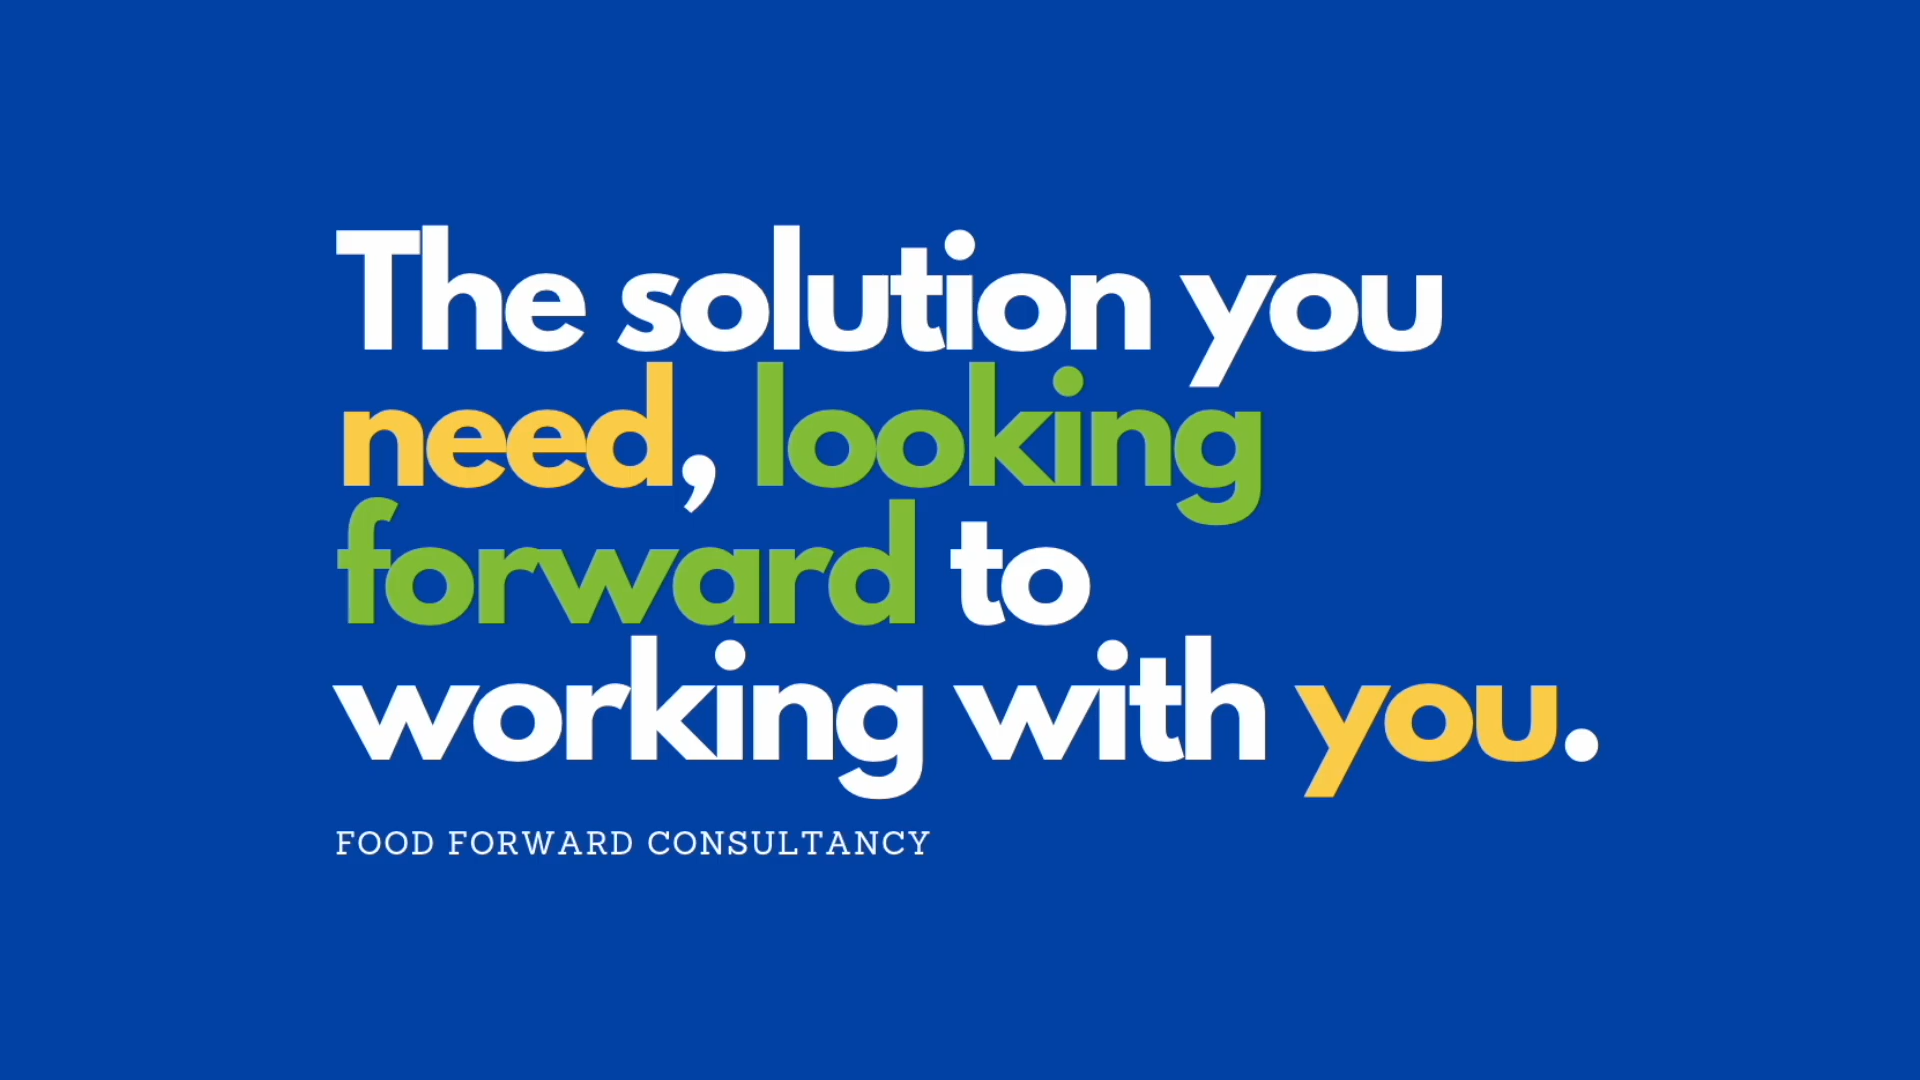 The solution you
need, looking
forward to
working with you.
FOOD FORWARD CONSULTANCY